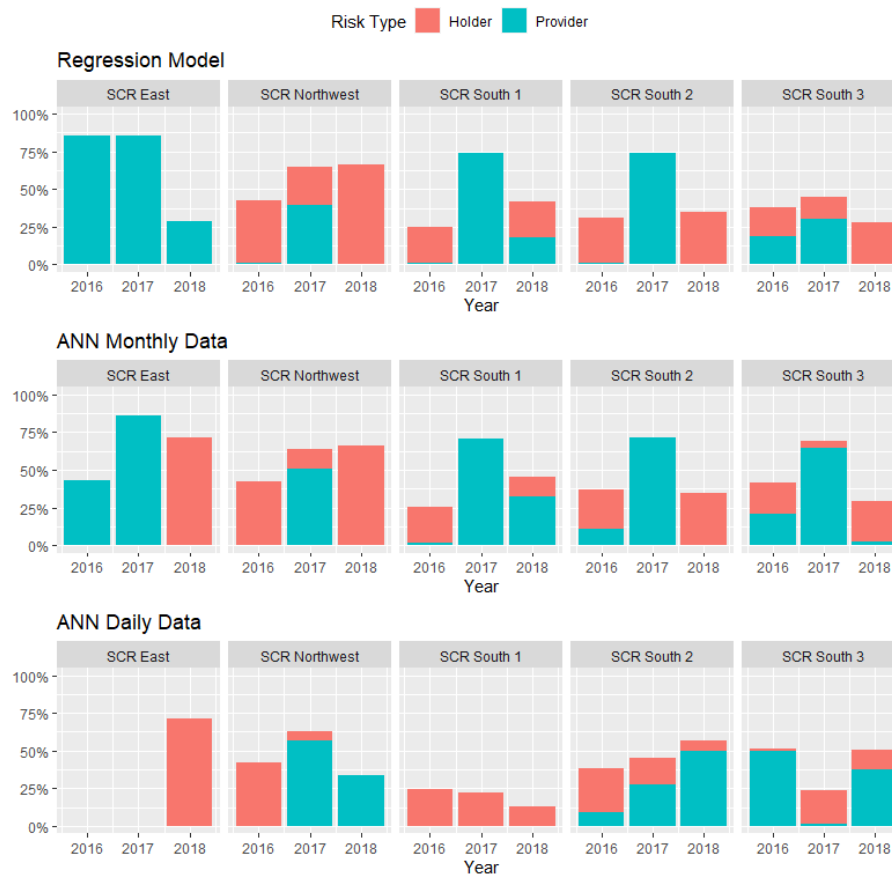 Risk Type Holder Provider
Regression Model
SCR East SCR Northwest SCR South 1 SCR South 2 SCR South 3
100%
75%
50%
25%
0%
2016 2017 2018 2016 2017 2018 2016 2017 2018 2016 2017 2018 2016 2017 2018
Year
ANN Monthly Data
SCR East SCR Northwest SCR South 1 SCR South 2 SCR South 3
100%
75%
50%
25%
0%
2016 2017 2018 2016 2017 2018 2016 2017 2018 2016 2017 2018 2016 2017 2018
Year
ANN Daily Data
SCR East SCR Northwest SCR South 1 SCR South 2 SCR South 3
100%
75%
50%
25%
0%
2016 2017 2018 2016 2017 2018 2016 2017 2018 2016 2017 2018 2016 2017 2018
Year